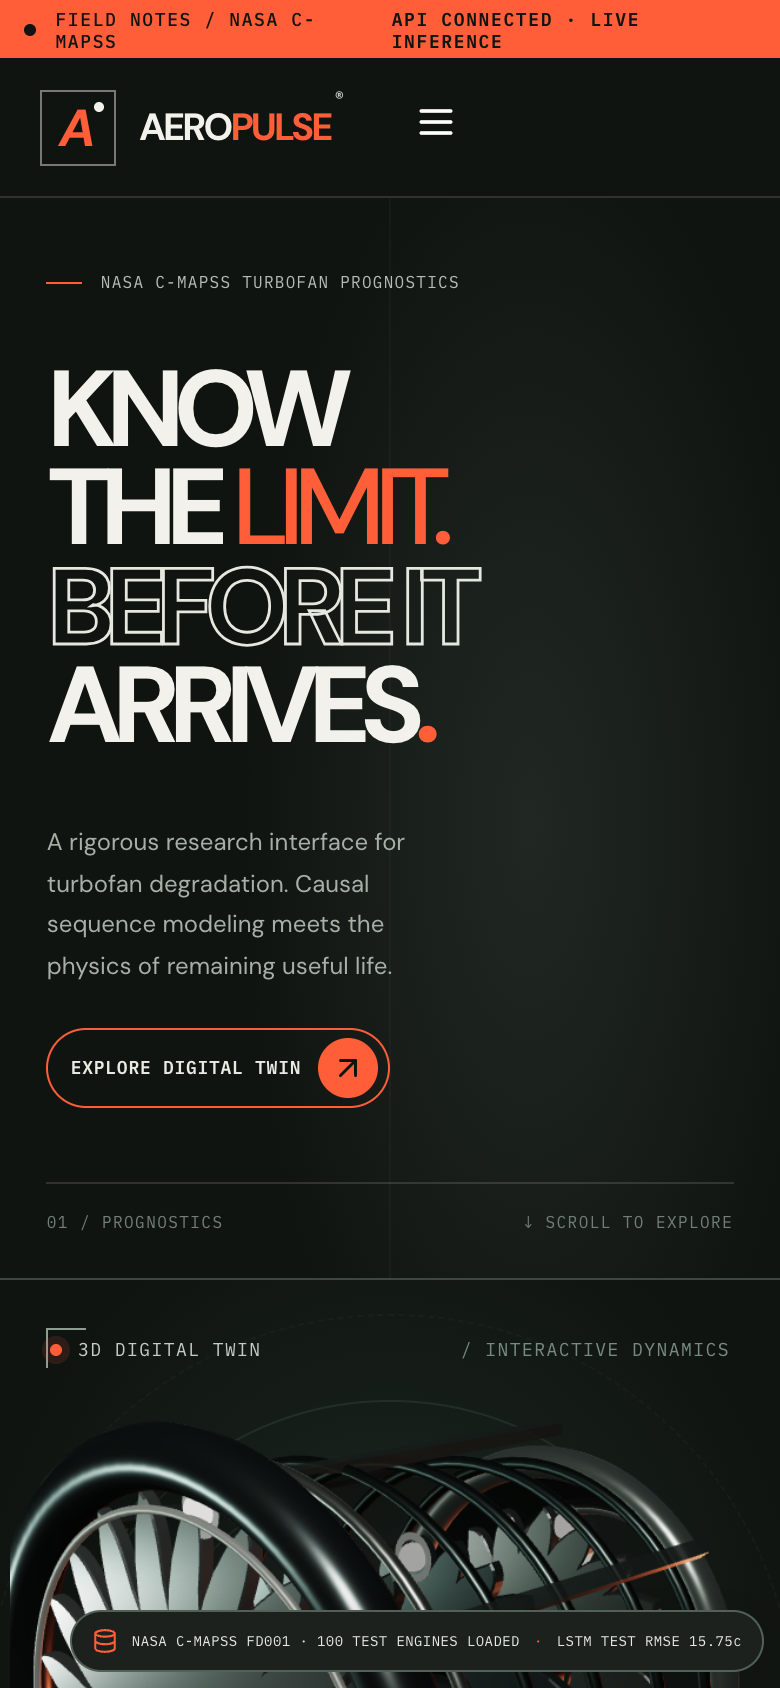 FIELD NOTES / NASA C-
MAPSS
API CONNECTED · LIVE
INFERENCE
A
AEROPULSE®
NASA C-MAPSS TURBOFAN PROGNOSTICS
KNOW
THE LIMIT.
BEFORE IT
ARRIVES.
A rigorous research interface for
turbofan degradation. Causal
sequence modeling meets the
physics of remaining useful life.
EXPLORE DIGITAL TWIN
01 / PROGNOSTICS
↓ SCROLL TO EXPLORE
3D DIGITAL TWIN
/ INTERACTIVE DYNAMICS
NASA C-MAPSS FD001 · 100 TEST ENGINES LOADED · LSTM TEST RMSE 15.75c